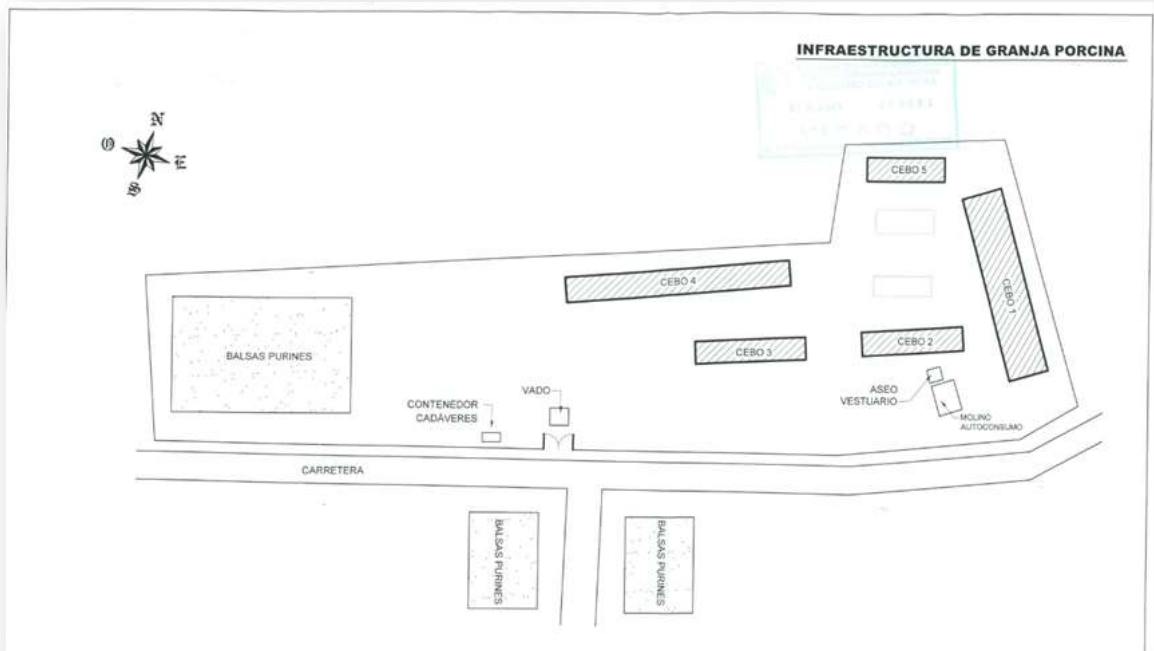 INFRAESTRUCTURA DE GRANJA PORCINA
N
O
E
S
CEBO 5
CEBO 4
CEBO 1
BALSAS PURINES
CEBO 3
CEBO 2
VADO
ASEO
VESTUARIO
CONTENEDOR
CADÁVERES
MOLINO
AUTOCONSUMO
CARRETERA
BALSAS PURINES
BALSAS PURINES